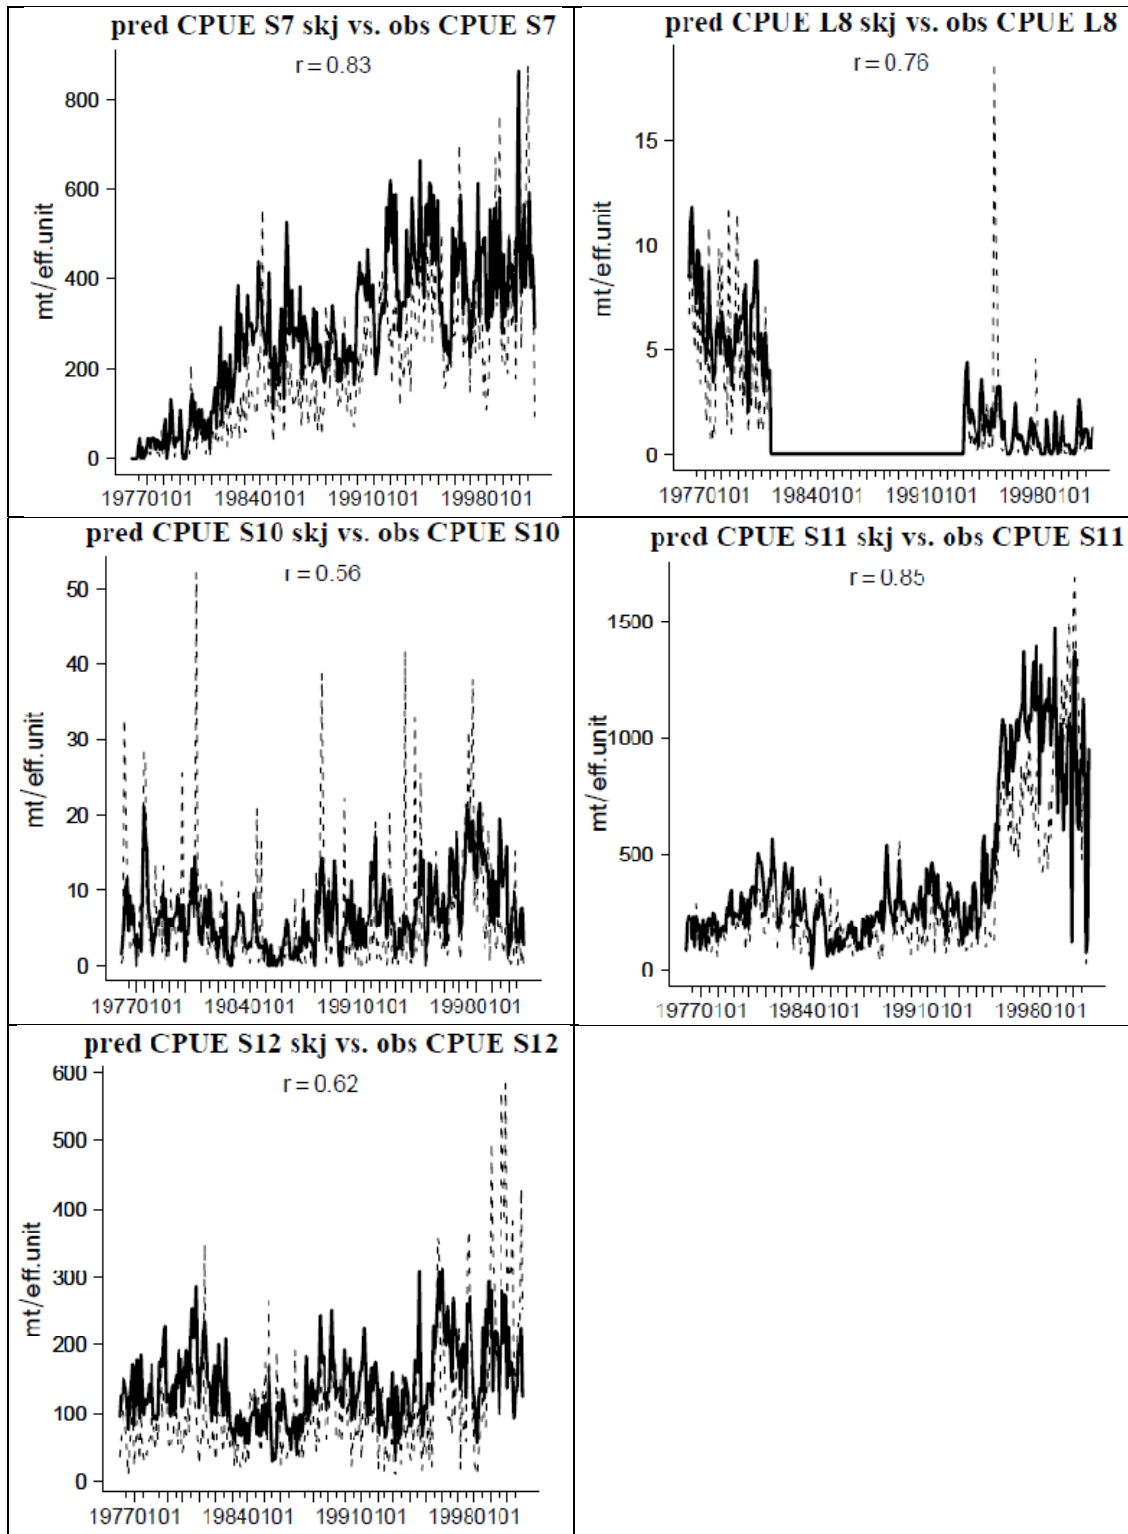 pred CPUE S7 skj vs. obs CPUE S7
r = 0.83
800
600
400
200
0
mt/eff.unit
19770101 19840101 19910101 19980101
pred CPUE L8 skj vs. obs CPUE L8
r = 0.76
15
10
5
0
mt/eff.unit
19770101 19840101 19910101 19980101
pred CPUE S10 skj vs. obs CPUE S10
r = 0.56
50
40
30
20
10
0
mt/eff.unit
19770101 19840101 19910101 19980101
pred CPUE S11 skj vs. obs CPUE S11
r = 0.85
1500
1000
500
0
mt/eff.unit
19770101 19840101 19910101 19980101
pred CPUE S12 skj vs. obs CPUE S12
r = 0.62
600
500
400
300
200
100
0
mt/eff.unit
19770101 19840101 19910101 19980101